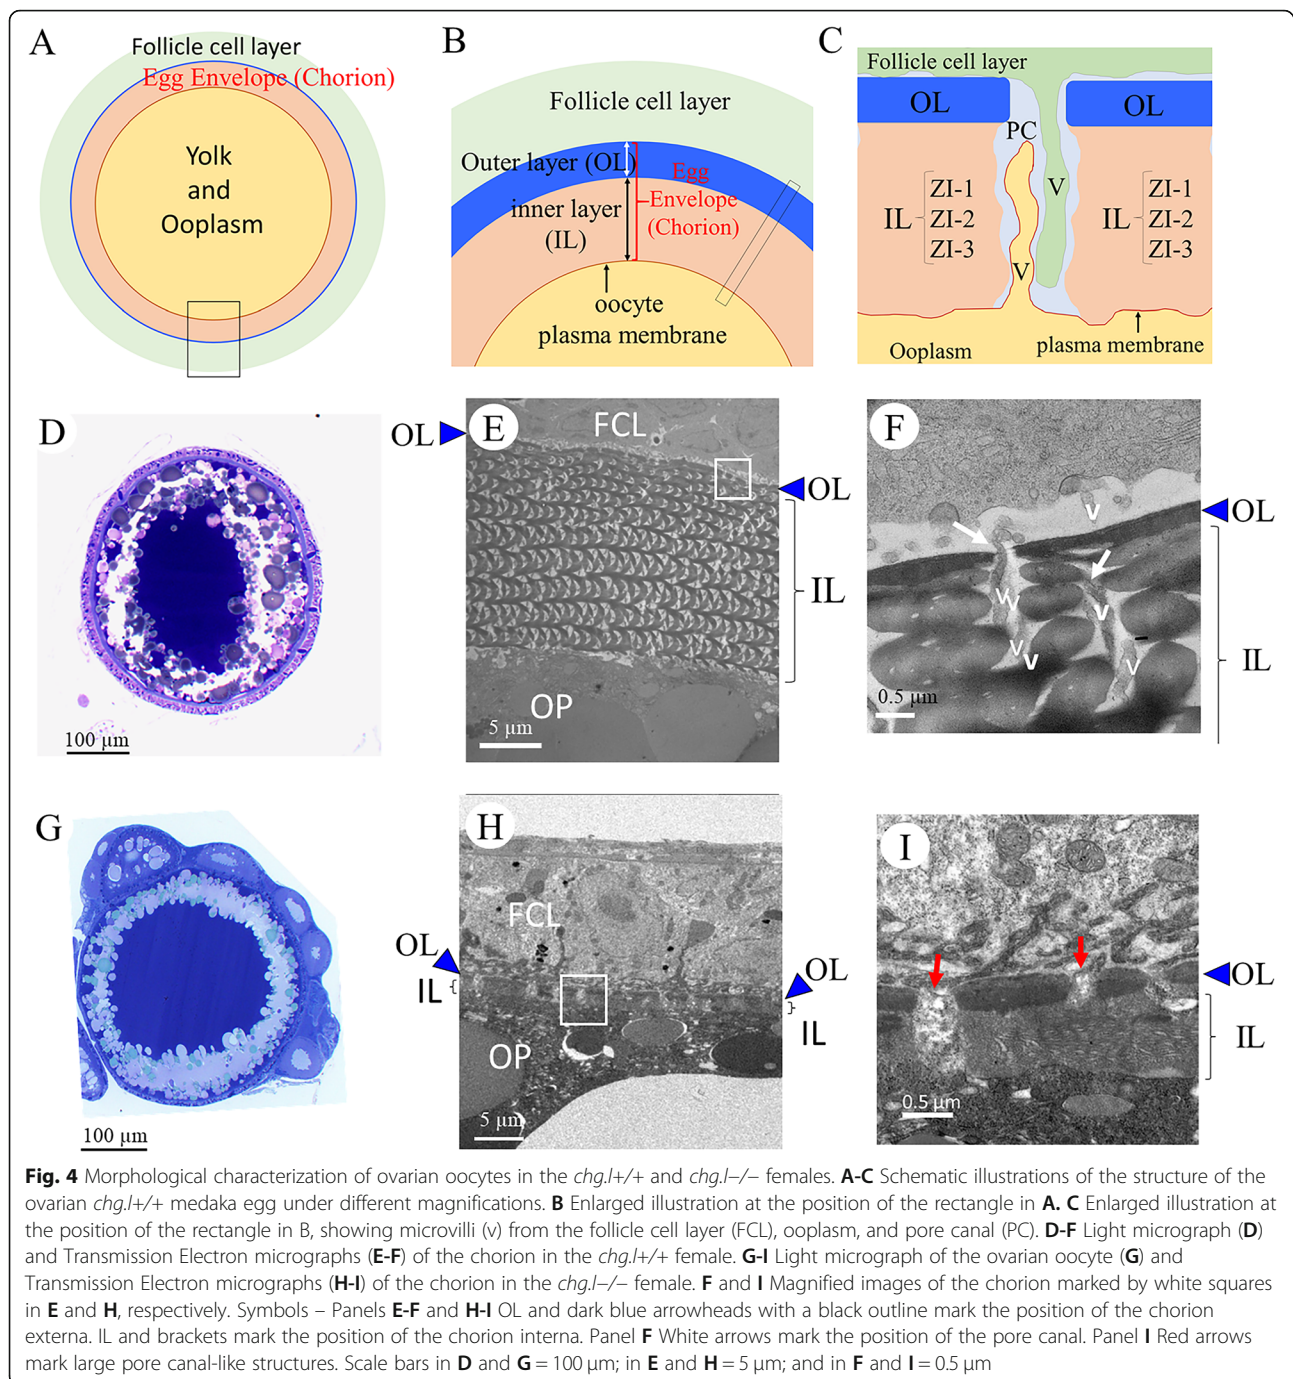 A
Follicle cell layer
Egg Envelope (Chorion)
Yolk
and
Ooplasm
B
Follicle cell layer
Outer layer (OL)
Egg
Envelope
(Chorion)
inner layer
(IL)
oocyte
plasma membrane
C
Follicle cell layer
OL
OL
PC
V
V
IL
ZI-1
ZI-2
ZI-3
IL
ZI-1
ZI-2
ZI-3
Ooplasm
plasma membrane
D
100 µm
OL
E
FCL
OL
IL
OP
5 µm
F
OL
V
V
V
V
V
V
V
IL
0.5 µm
G
100 µm
H
FCL
OL
IL
OL
IL
OP
5 µm
I
OL
IL
0.5 µm
Fig. 4 Morphological characterization of ovarian oocytes in the chg.l+/+ and chg.l−/− females. A-C Schematic illustrations of the structure of the
ovarian chg.l+/+ medaka egg under different magnifications. B Enlarged illustration at the position of the rectangle in A. C Enlarged illustration at
the position of the rectangle in B, showing microvilli (v) from the follicle cell layer (FCL), ooplasm, and pore canal (PC). D-F Light micrograph (D)
and Transmission Electron micrographs (E-F) of the chorion in the chg.l+/+ female. G-I Light micrograph of the ovarian oocyte (G) and
Transmission Electron micrographs (H-I) of the chorion in the chg.l−/− female. F and I Magnified images of the chorion marked by white squares
in E and H, respectively. Symbols – Panels E-F and H-I OL and dark blue arrowheads with a black outline mark the position of the chorion
externa. IL and brackets mark the position of the chorion interna. Panel F White arrows mark the position of the pore canal. Panel I Red arrows
mark large pore canal-like structures. Scale bars in D and G = 100 µm; in E and H = 5 µm; and in F and I = 0.5 µm